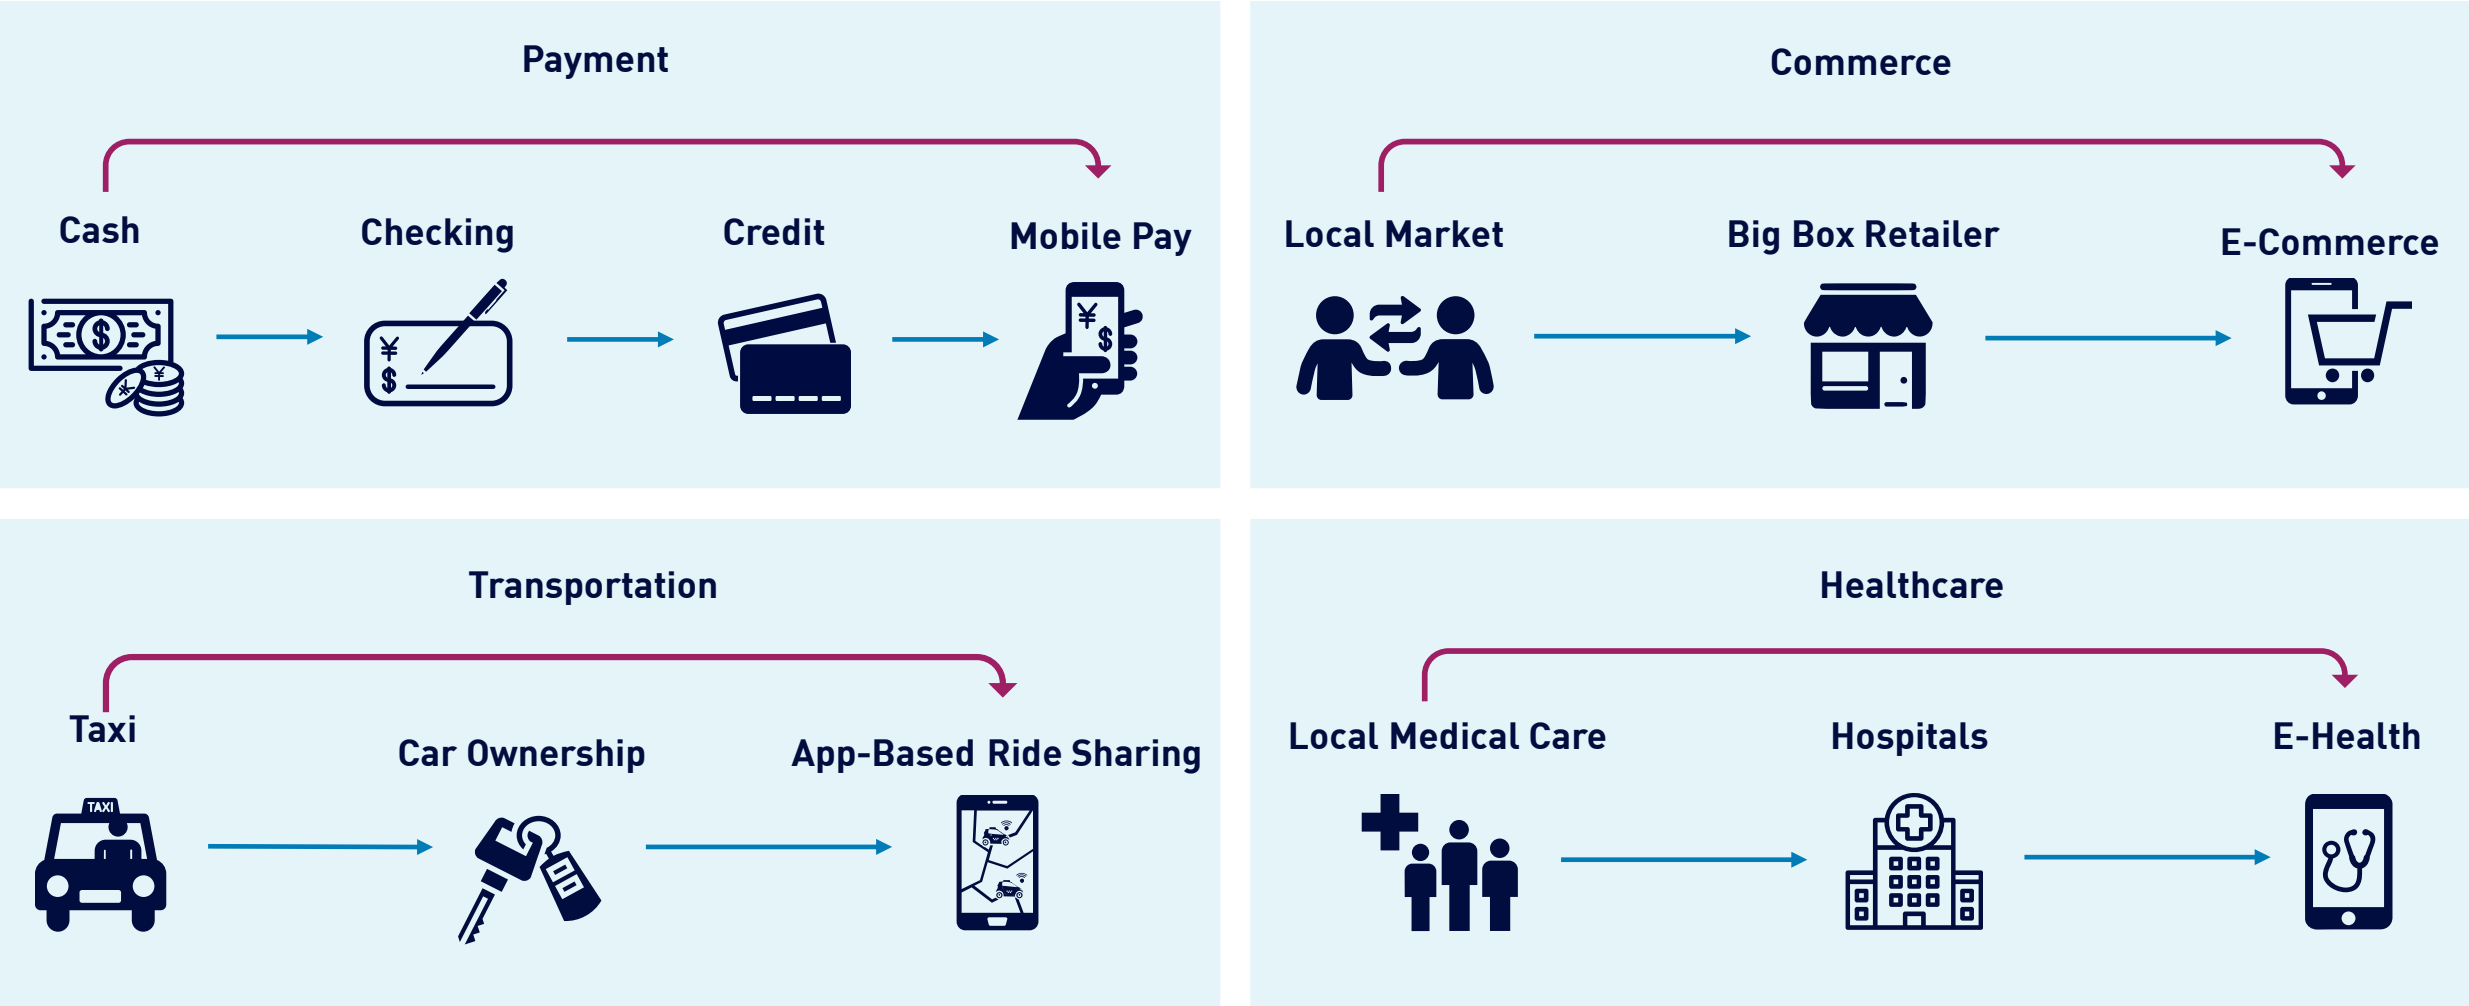 Payment
Cash
Checking
Credit
Mobile Pay
$
¥
¥
$
¥
$
Commerce
Local Market
Big Box Retailer
E-Commerce
Transportation
Taxi
Car Ownership
App-Based Ride Sharing
TAXI
Healthcare
Local Medical Care
Hospitals
E-Health